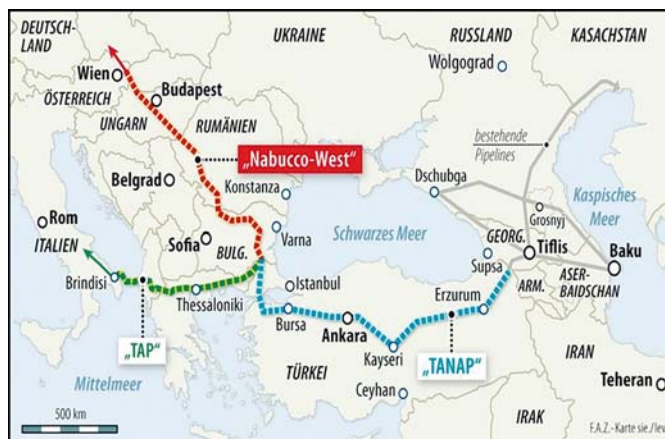 DEUTSCH-
LAND
UKRAINE
RUSSLAND
KASACHSTAN
Wien
Wolgograd
Budapest
ÖSTERREICH
UNGARN
RUMÄNIEN
bestehende
Pipelines
„Nabucco-West“
Dschubga
Belgrad
Konstanza
Kaspisches
Meer
Grosnyj
Rom
Varna
Schwarzes Meer
ITALIEN
Sofia
BULG.
GEORG.
Tiflis
Baku
Supsa
Brindisi
Istanbul
ARM.
ASER-
BAIDSCHAN
Thessaloniki
Bursa
Erzurum
Ankara
„TAP“
Kayseri
„TANAP“
IRAN
Mittelmeer
TÜRKEI
Ceyhan
Teheran
500 km
IRAK
F.A.Z.-Karte sie./lev